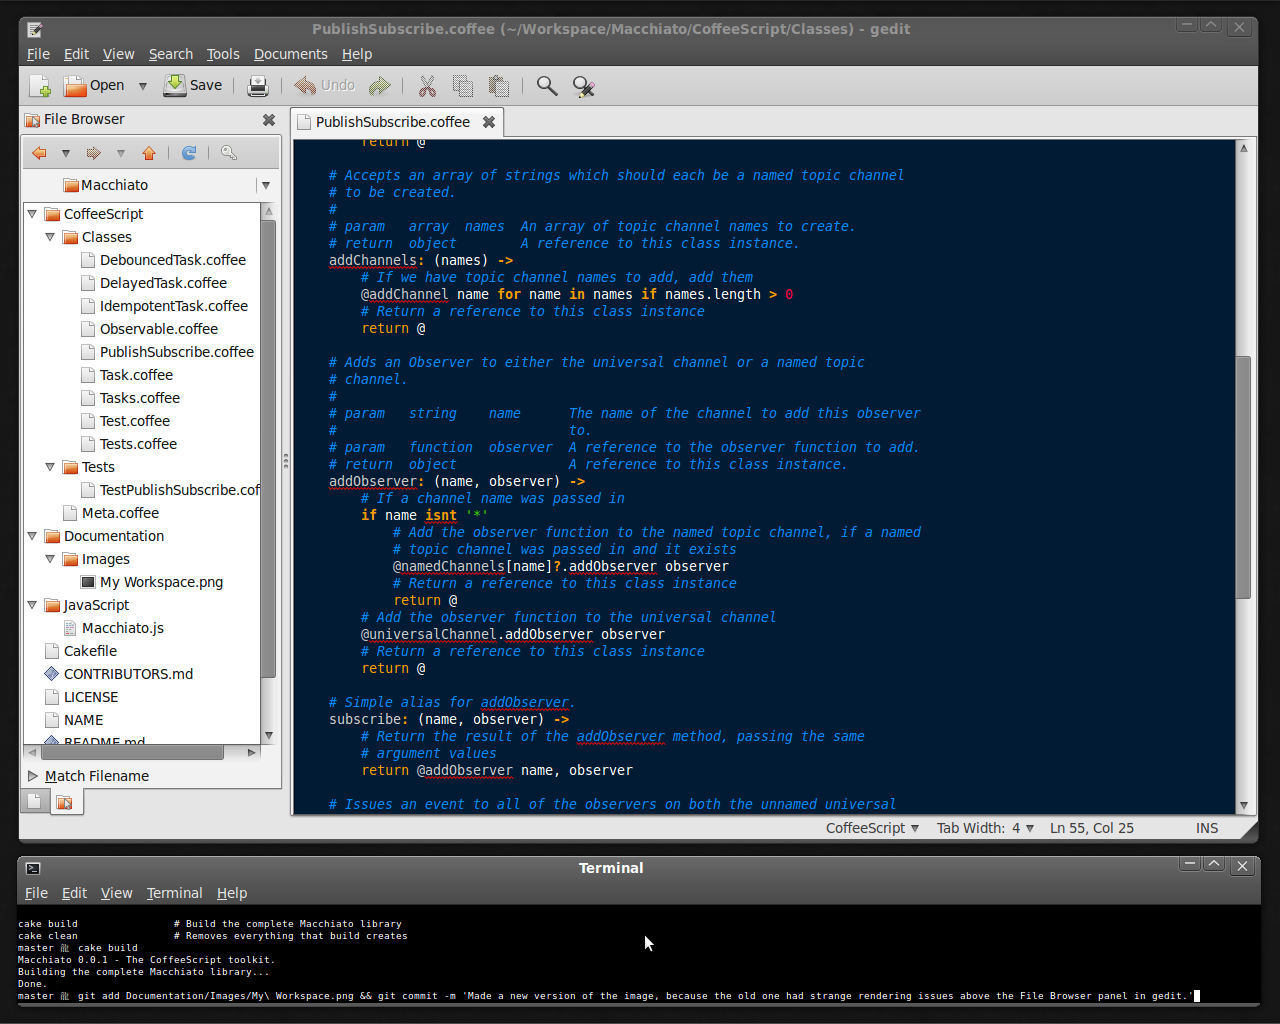 PublishSubscribe.coffee (~/Workspace/Macchiato/CoffeeScript/Classes) - gedit
File Edit View Search Tools Documents Help
Open Save Undo
File Browser
PublishSubscribe.coffee
Macchiato
CoffeeScript
Classes
DebouncedTask.coffee
DelayedTask.coffee
IdempotentTask.coffee
Observable.coffee
PublishSubscribe.coffee
Task.coffee
Tasks.coffee
Test.coffee
Tests.coffee
Tests
TestPublishSubscribe.cof
Meta.coffee
Documentation
Images
My Workspace.png
JavaScript
Macchiato.js
Cakefile
CONTRIBUTORS.md
LICENSE
NAME
README.md
Match Filename
return @
# Accepts an array of strings which should each be a named topic channel
# to be created.
#
# param   array  names  An array of topic channel names to create.
# return  object        A reference to this class instance.
addChannels: (names) ->
# If we have topic channel names to add, add them
@addChannel name for name in names if names.length > 0
# Return a reference to this class instance
return @
# Adds an Observer to either the universal channel or a named topic
# channel.
#
# param   string    name      The name of the channel to add this observer
#                             to.
# param   function  observer  A reference to the observer function to add.
# return  object              A reference to this class instance.
addObserver: (name, observer) ->
# If a channel name was passed in
if name isnt '*'
# Add the observer function to the named topic channel, if a named
# topic channel was passed in and it exists
@namedChannels[name]?.addObserver observer
# Return a reference to this class instance
return @
# Add the observer function to the universal channel
@universalChannel.addObserver observer
# Return a reference to this class instance
return @
# Simple alias for addObserver.
subscribe: (name, observer) ->
# Return the result of the addObserver method, passing the same
# argument values
return @addObserver name, observer
# Issues an event to all of the observers on both the unnamed universal
CoffeeScript Tab Width: 4 Ln 55, Col 25 INS
Terminal
File Edit View Terminal Help
cake build                # Build the complete Macchiato library
cake clean                # Removes everything that build creates
master 龍 cake build
Macchiato 0.0.1 - The CoffeeScript toolkit.
Building the complete Macchiato library...
Done.
master 龍 git add Documentation/Images/My\ Workspace.png && git commit -m 'Made a new version of the image, because the old one had strange rendering issues above the File Browser panel in gedit.'